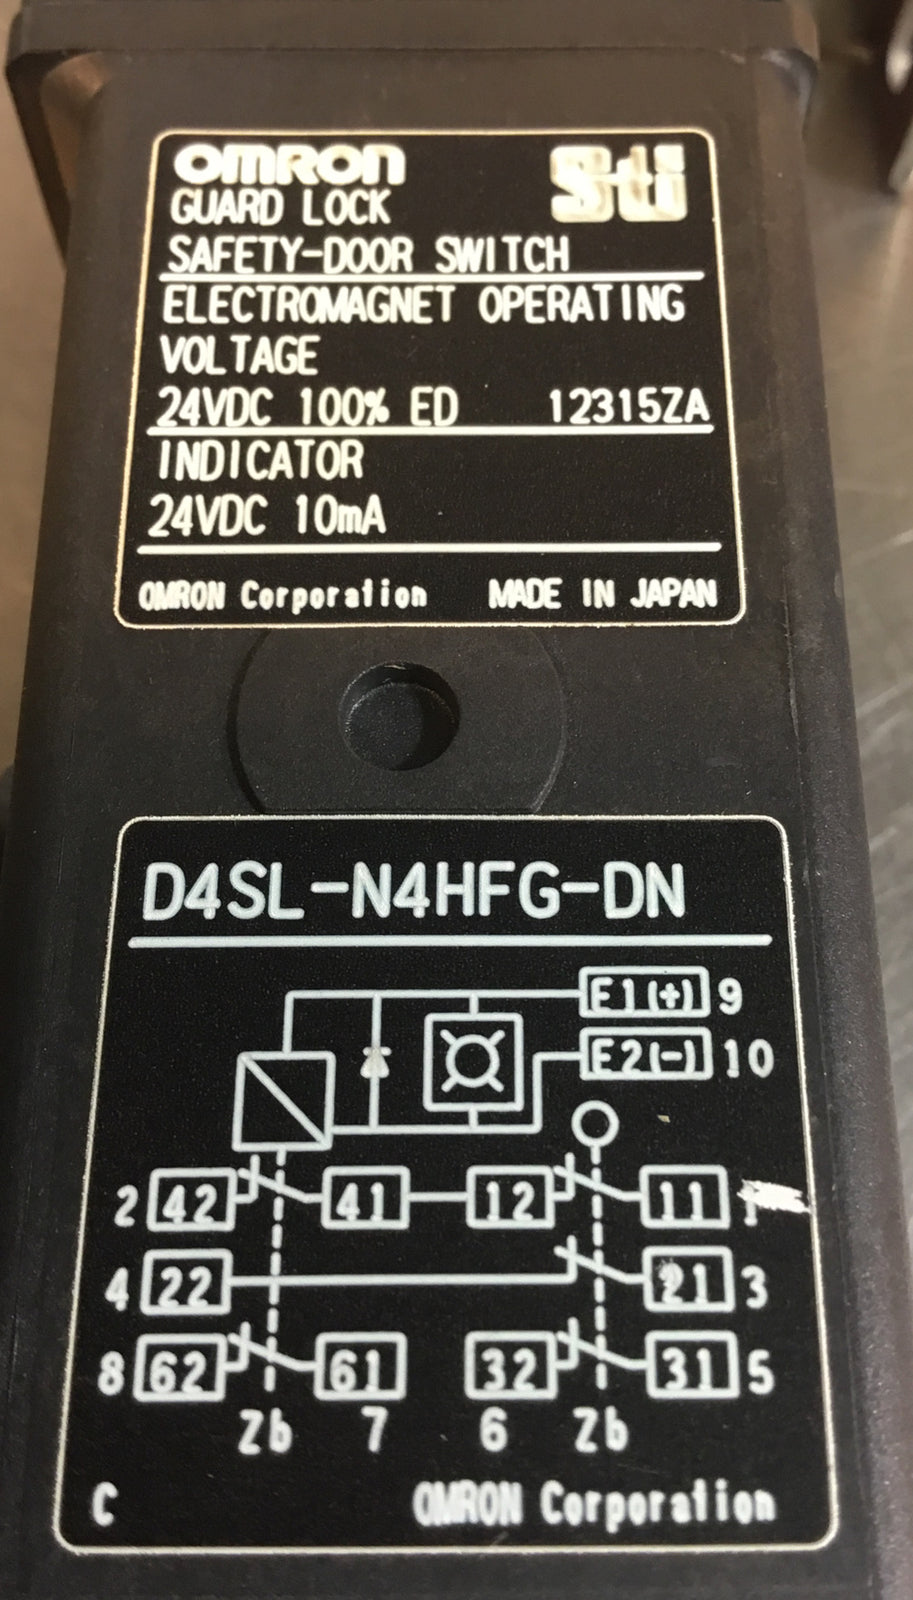 OMRON Sti
GUARD LOCK
SAFETY-DOOR SWITCH
ELECTROMAGNET OPERATING
VOLTAGE
24VDC 100% ED 12315ZA
INDICATOR
24VDC 10mA
OMRON Corporation MADE IN JAPAN
D4SL-N4HFG-DN
E1(+) 9
E2(-) 10
2 42 41 12 11 1
4 22 21 3
8 62 61 32 31 5
Zb 7 6 Zb
C OMRON Corporation